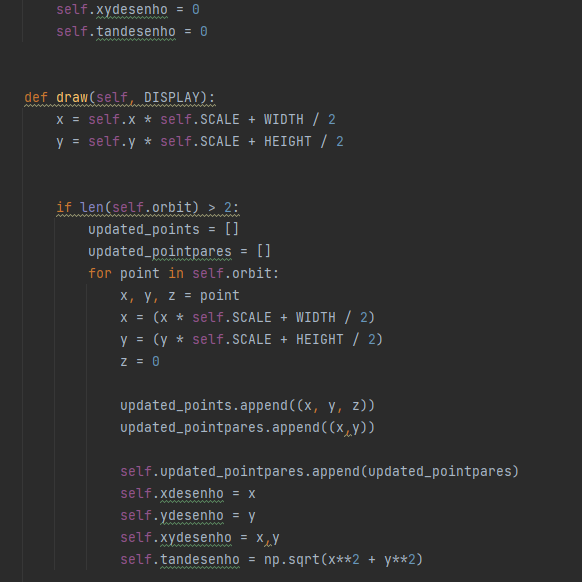 self.xydesenho = 0
self.tandesenho = 0
def draw(self, DISPLAY):
x = self.x * self.SCALE + WIDTH / 2
y = self.y * self.SCALE + HEIGHT / 2
if len(self.orbit) > 2:
updated_points = []
updated_pointpares = []
for point in self.orbit:
x, y, z = point
x = (x * self.SCALE + WIDTH / 2)
y = (y * self.SCALE + HEIGHT / 2)
z = 0
updated_points.append((x, y, z))
updated_pointpares.append((x,y))
self.updated_pointpares.append(updated_pointpares)
self.xdesenho = x
self.ydesenho = y
self.xydesenho = x,y
self.tandesenho = np.sqrt(x**2 + y**2)